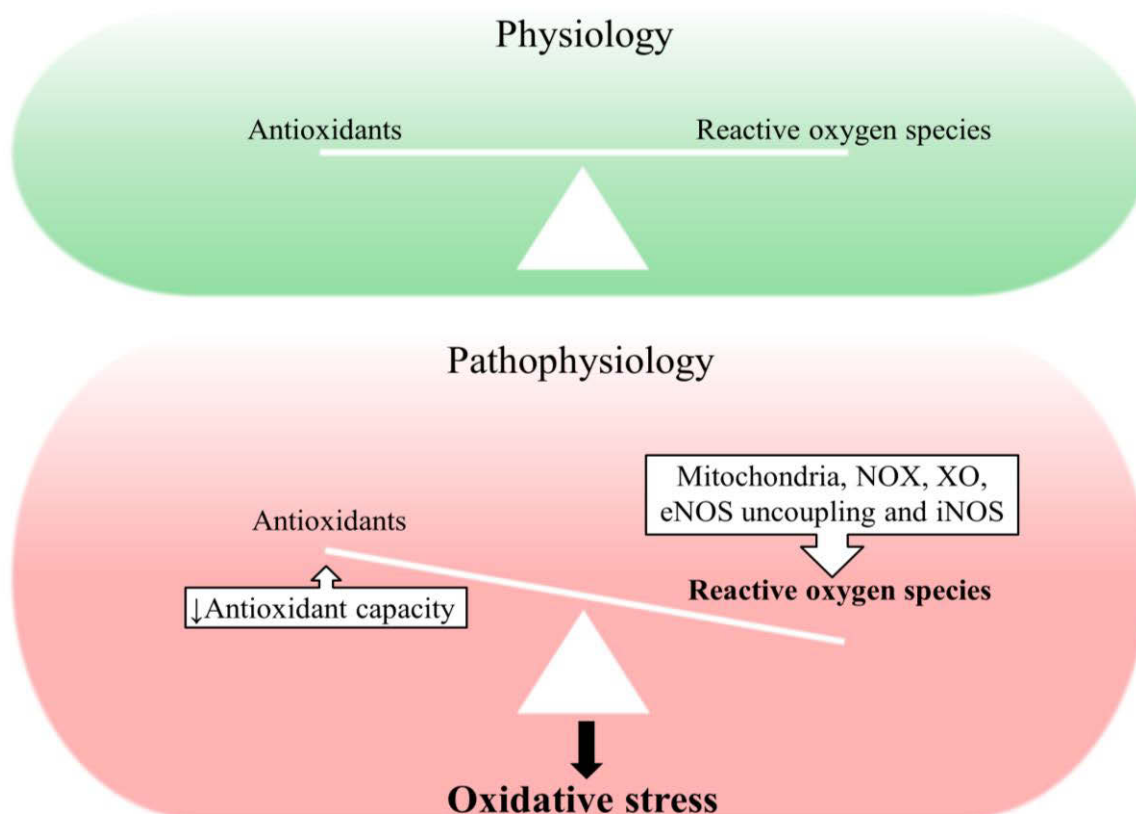 Physiology
Antioxidants
Reactive oxygen species
Pathophysiology
Mitochondria, NOX, XO,
eNOS uncoupling and iNOS
Antioxidants
Reactive oxygen species
↓Antioxidant capacity
Oxidative stress